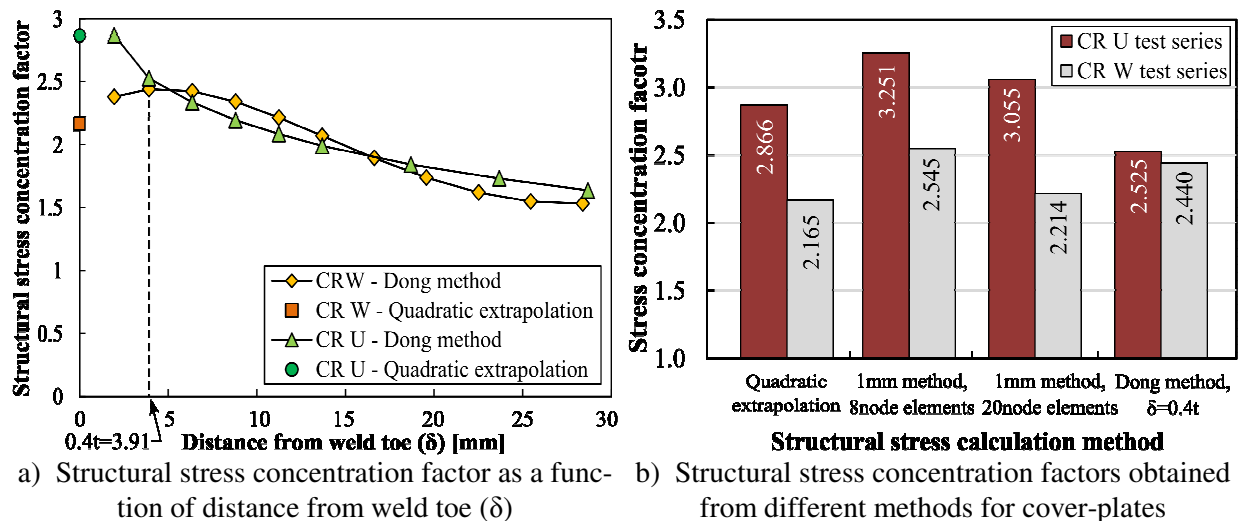 3
2.5
2
1.5
1
0.5
0
Structural stress concentration factor
CRW - Dong method
CR W - Quadratic extrapolation
CR U - Dong method
CR U - Quadratic extrapolation
0 5 10 15 20 25 30
0.4t=3.91
Distance from weld toe (δ) [mm]
a) Structural stress concentration factor as a func-
tion of distance from weld toe (δ)
Stress concentration facotr
3.5
3.0
2.5
2.0
1.5
1.0
CR U test series
CR W test series
2.866
2.165
3.251
2.545
3.055
2.214
2.525
2.440
Quadratic
extrapolation
1mm method,
8node elements
1mm method,
20node elements
Dong method,
δ=0.4t
Structural stress calculation method
b) Structural stress concentration factors obtained
from different methods for cover-plates